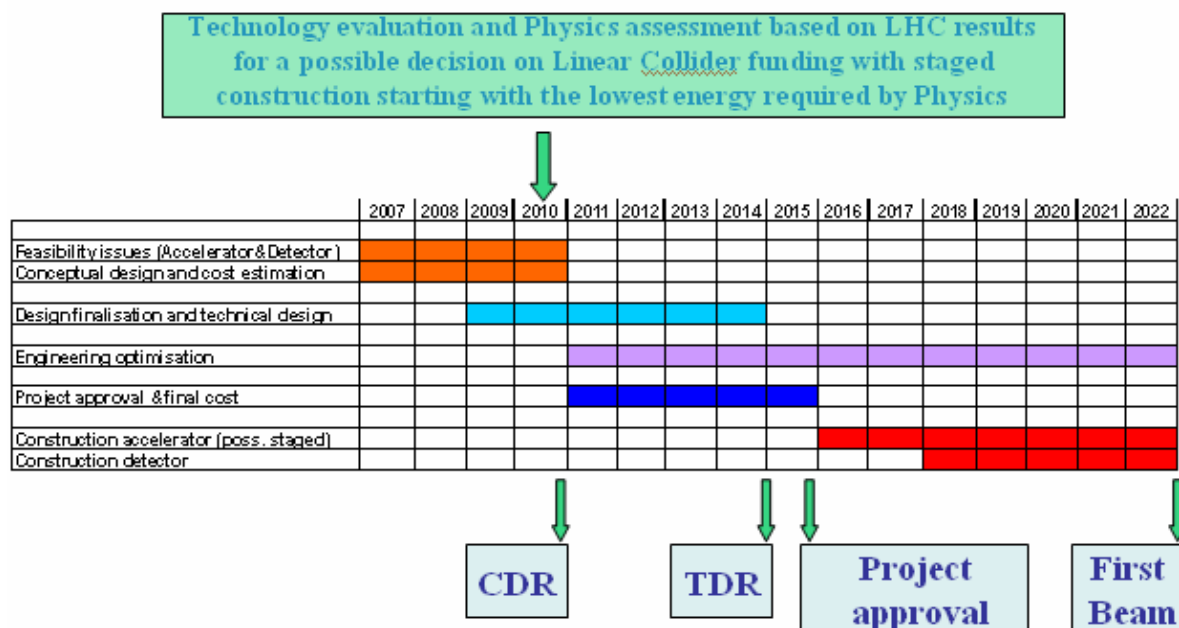 Technology evaluation and Physics assessment based on LHC results
for a possible decision on Linear Collider funding with staged
construction starting with the lowest energy required by Physics
2007 2008 2009 2010 2011 2012 2013 2014 2015 2016 2017 2018 2019 2020 2021 2022
Feasibility issues (Accelerator&Detector)
Conceptual design and cost estimation
Design finalisation and technical design
Engineering optimisation
Project approval & final cost
Construction accelerator (poss. staged)
Construction detector
CDR TDR Project First
approval Beam